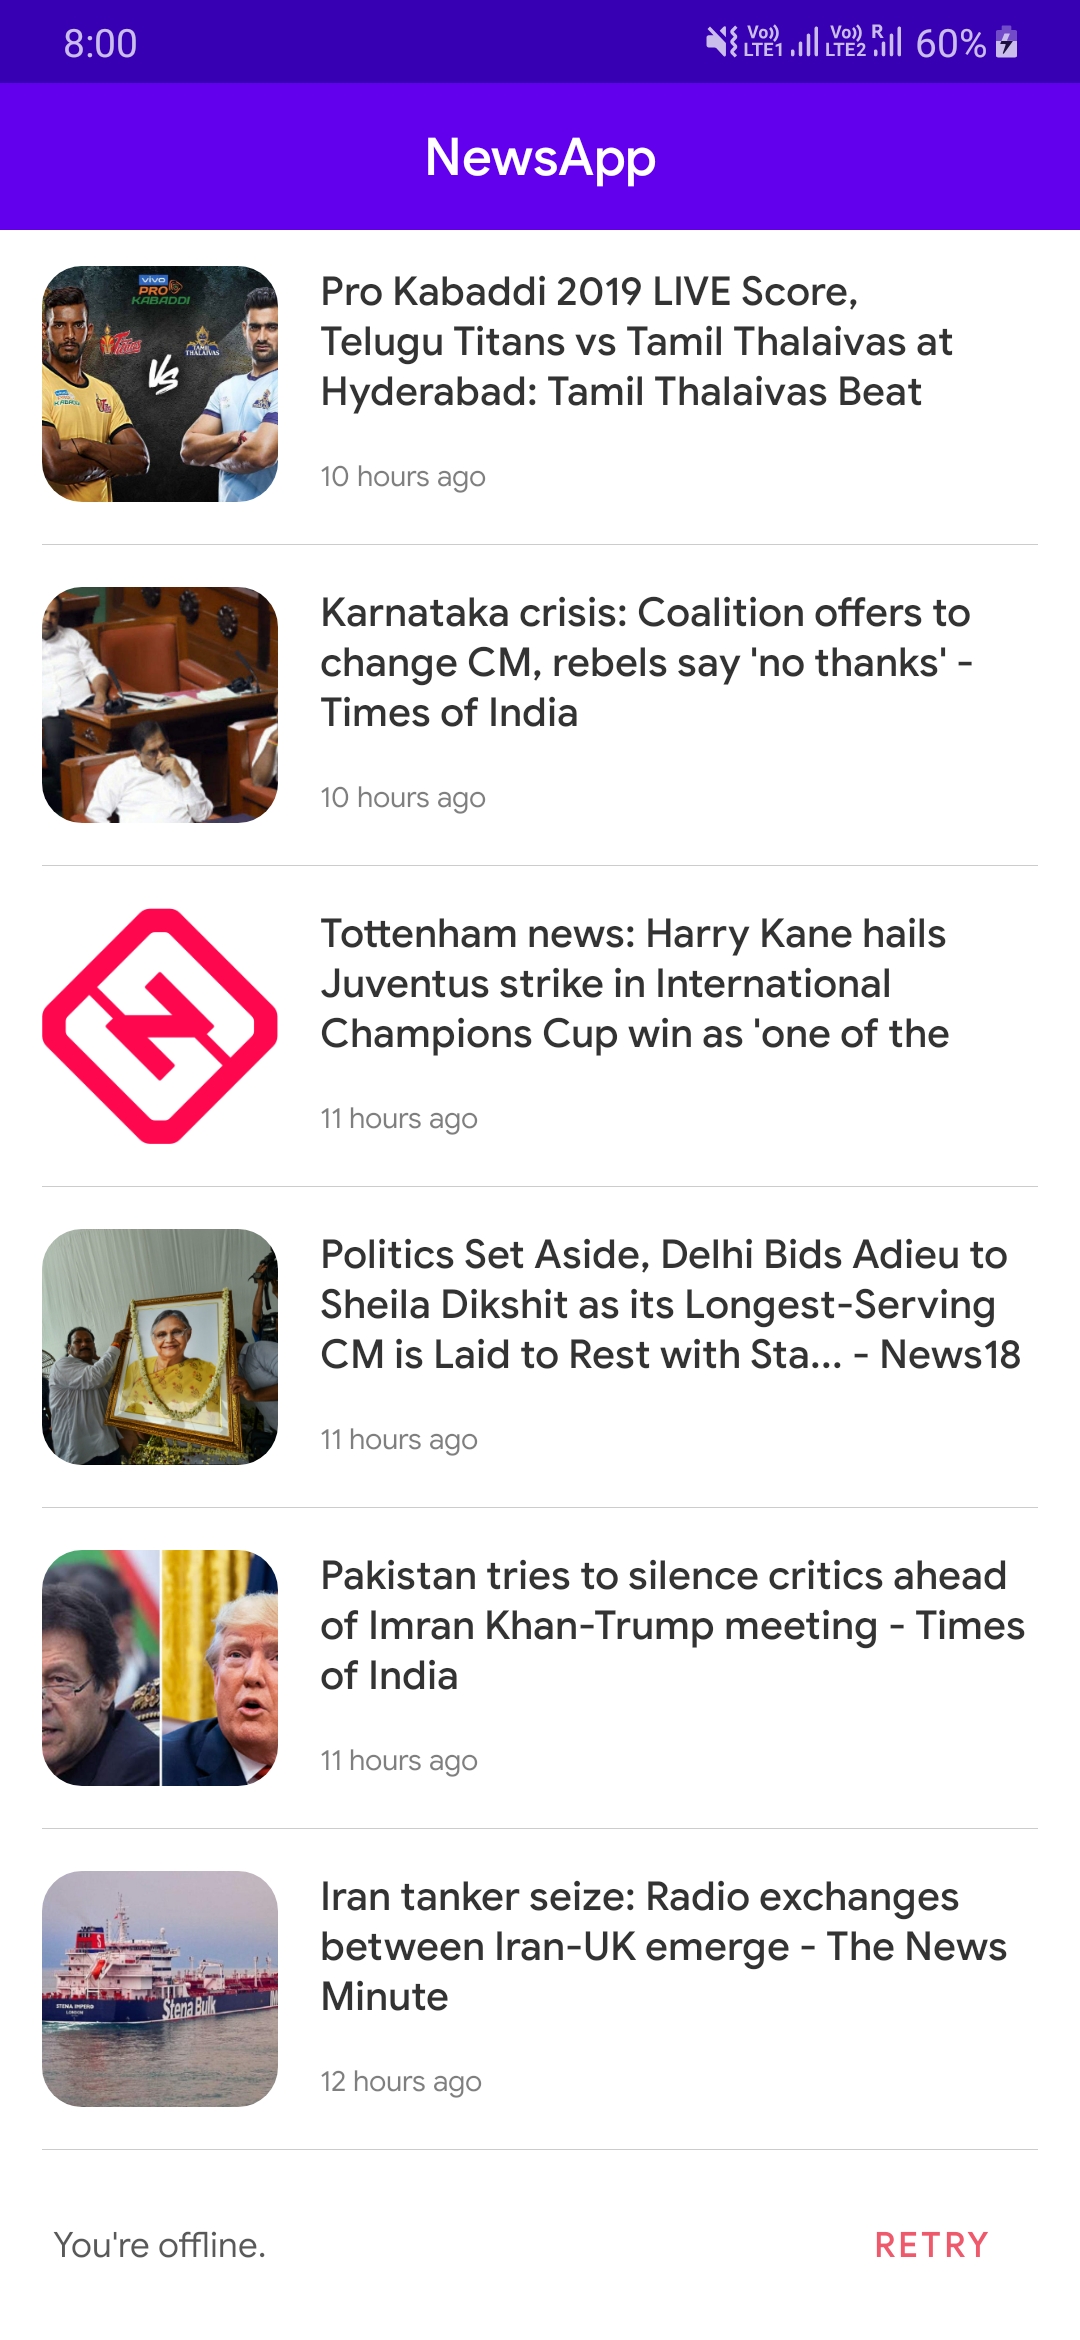 8:00
Vo)) LTE1 Vo)) LTE2 R 60%
NewsApp
vivo
PRO
KABADDI
Titans
TAMIL
THALAIVAS
VS
Pro Kabaddi 2019 LIVE Score,
Telugu Titans vs Tamil Thalaivas at
Hyderabad: Tamil Thalaivas Beat
10 hours ago
Karnataka crisis: Coalition offers to
change CM, rebels say 'no thanks' -
Times of India
10 hours ago
Tottenham news: Harry Kane hails
Juventus strike in International
Champions Cup win as 'one of the
11 hours ago
Politics Set Aside, Delhi Bids Adieu to
Sheila Dikshit as its Longest-Serving
CM is Laid to Rest with Sta... - News18
11 hours ago
Pakistan tries to silence critics ahead
of Imran Khan-Trump meeting - Times
of India
11 hours ago
S
STENA IMPERO
LONDON
Stena Bulk
Iran tanker seize: Radio exchanges
between Iran-UK emerge - The News
Minute
12 hours ago
You're offline.
RETRY